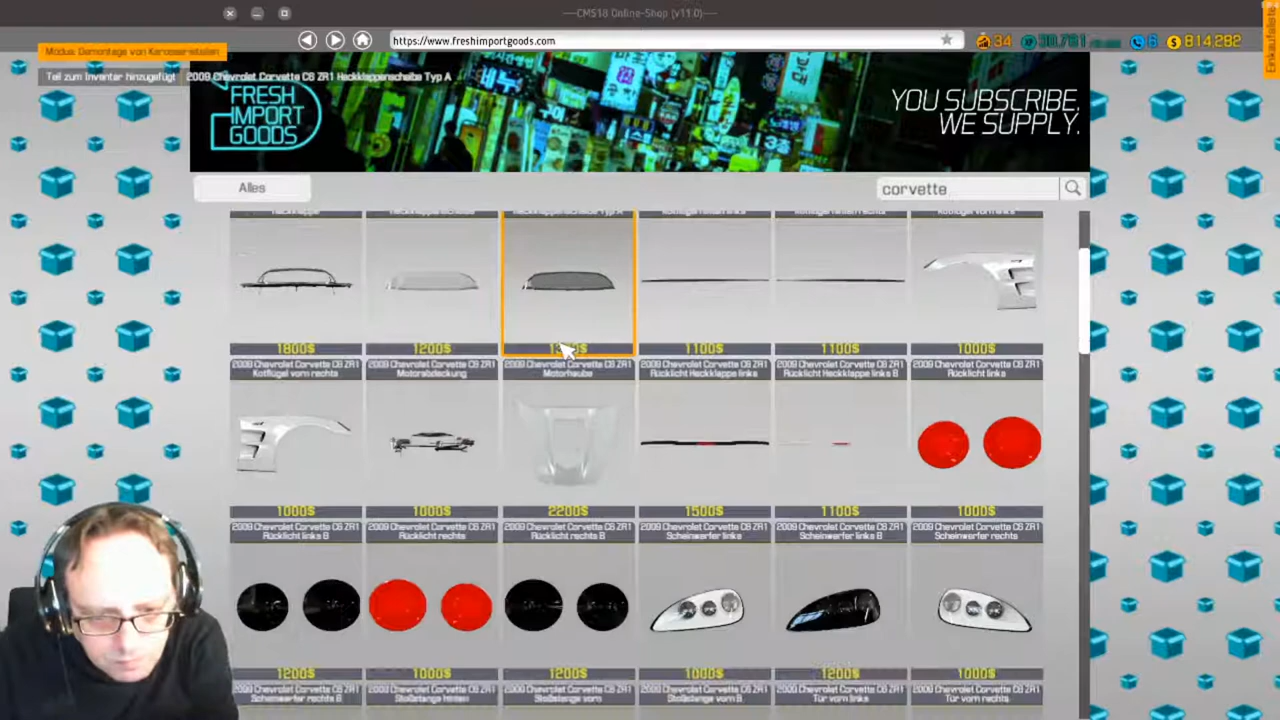 CMS18 Online-Shop (v11.0)
https://www.freshimportgoods.com
34
6
814,282
Modus: Demontage von Karosserieteilen
Teil zum Inventar hinzugefügt
2009 Chevrolet Corvette C6 ZR1 Heckklappenscheibe Typ A
FRESH
IMPORT
GOODS
YOU SUBSCRIBE.
WE SUPPLY.
Alles
corvette
1800$
1200$
1100$
1100$
1000$
2009 Chevrolet Corvette C6 ZR1
Kotflügel vorn rechts
2009 Chevrolet Corvette C6 ZR1
Motorabdeckung
2009 Chevrolet Corvette C6 ZR1
Motorhaube
2009 Chevrolet Corvette C6 ZR1
Rücklicht Heckklappe links
2009 Chevrolet Corvette C6 ZR1
Rücklicht Heckklappe links B
2009 Chevrolet Corvette C6 ZR1
Rücklicht links
1000$
1000$
2200$
1500$
1100$
1000$
2009 Chevrolet Corvette C6 ZR1
Rücklicht links B
2009 Chevrolet Corvette C6 ZR1
Rücklicht rechts
2009 Chevrolet Corvette C6 ZR1
Rücklicht rechts B
2009 Chevrolet Corvette C6 ZR1
Scheinwerfer links
2009 Chevrolet Corvette C6 ZR1
Scheinwerfer links B
2009 Chevrolet Corvette C6 ZR1
Scheinwerfer rechts
1200$
1000$
1200$
1000$
1200$
1000$
2009 Chevrolet Corvette C6 ZR1
Scheinwerfer rechts B
2009 Chevrolet Corvette C6 ZR1
Stoßstange hinten
2009 Chevrolet Corvette C6 ZR1
Stoßstange vorn
2009 Chevrolet Corvette C6 ZR1
Stoßstange vorn B
2009 Chevrolet Corvette C6 ZR1
Tür vorn links
2009 Chevrolet Corvette C6 ZR1
Tür vorn rechts